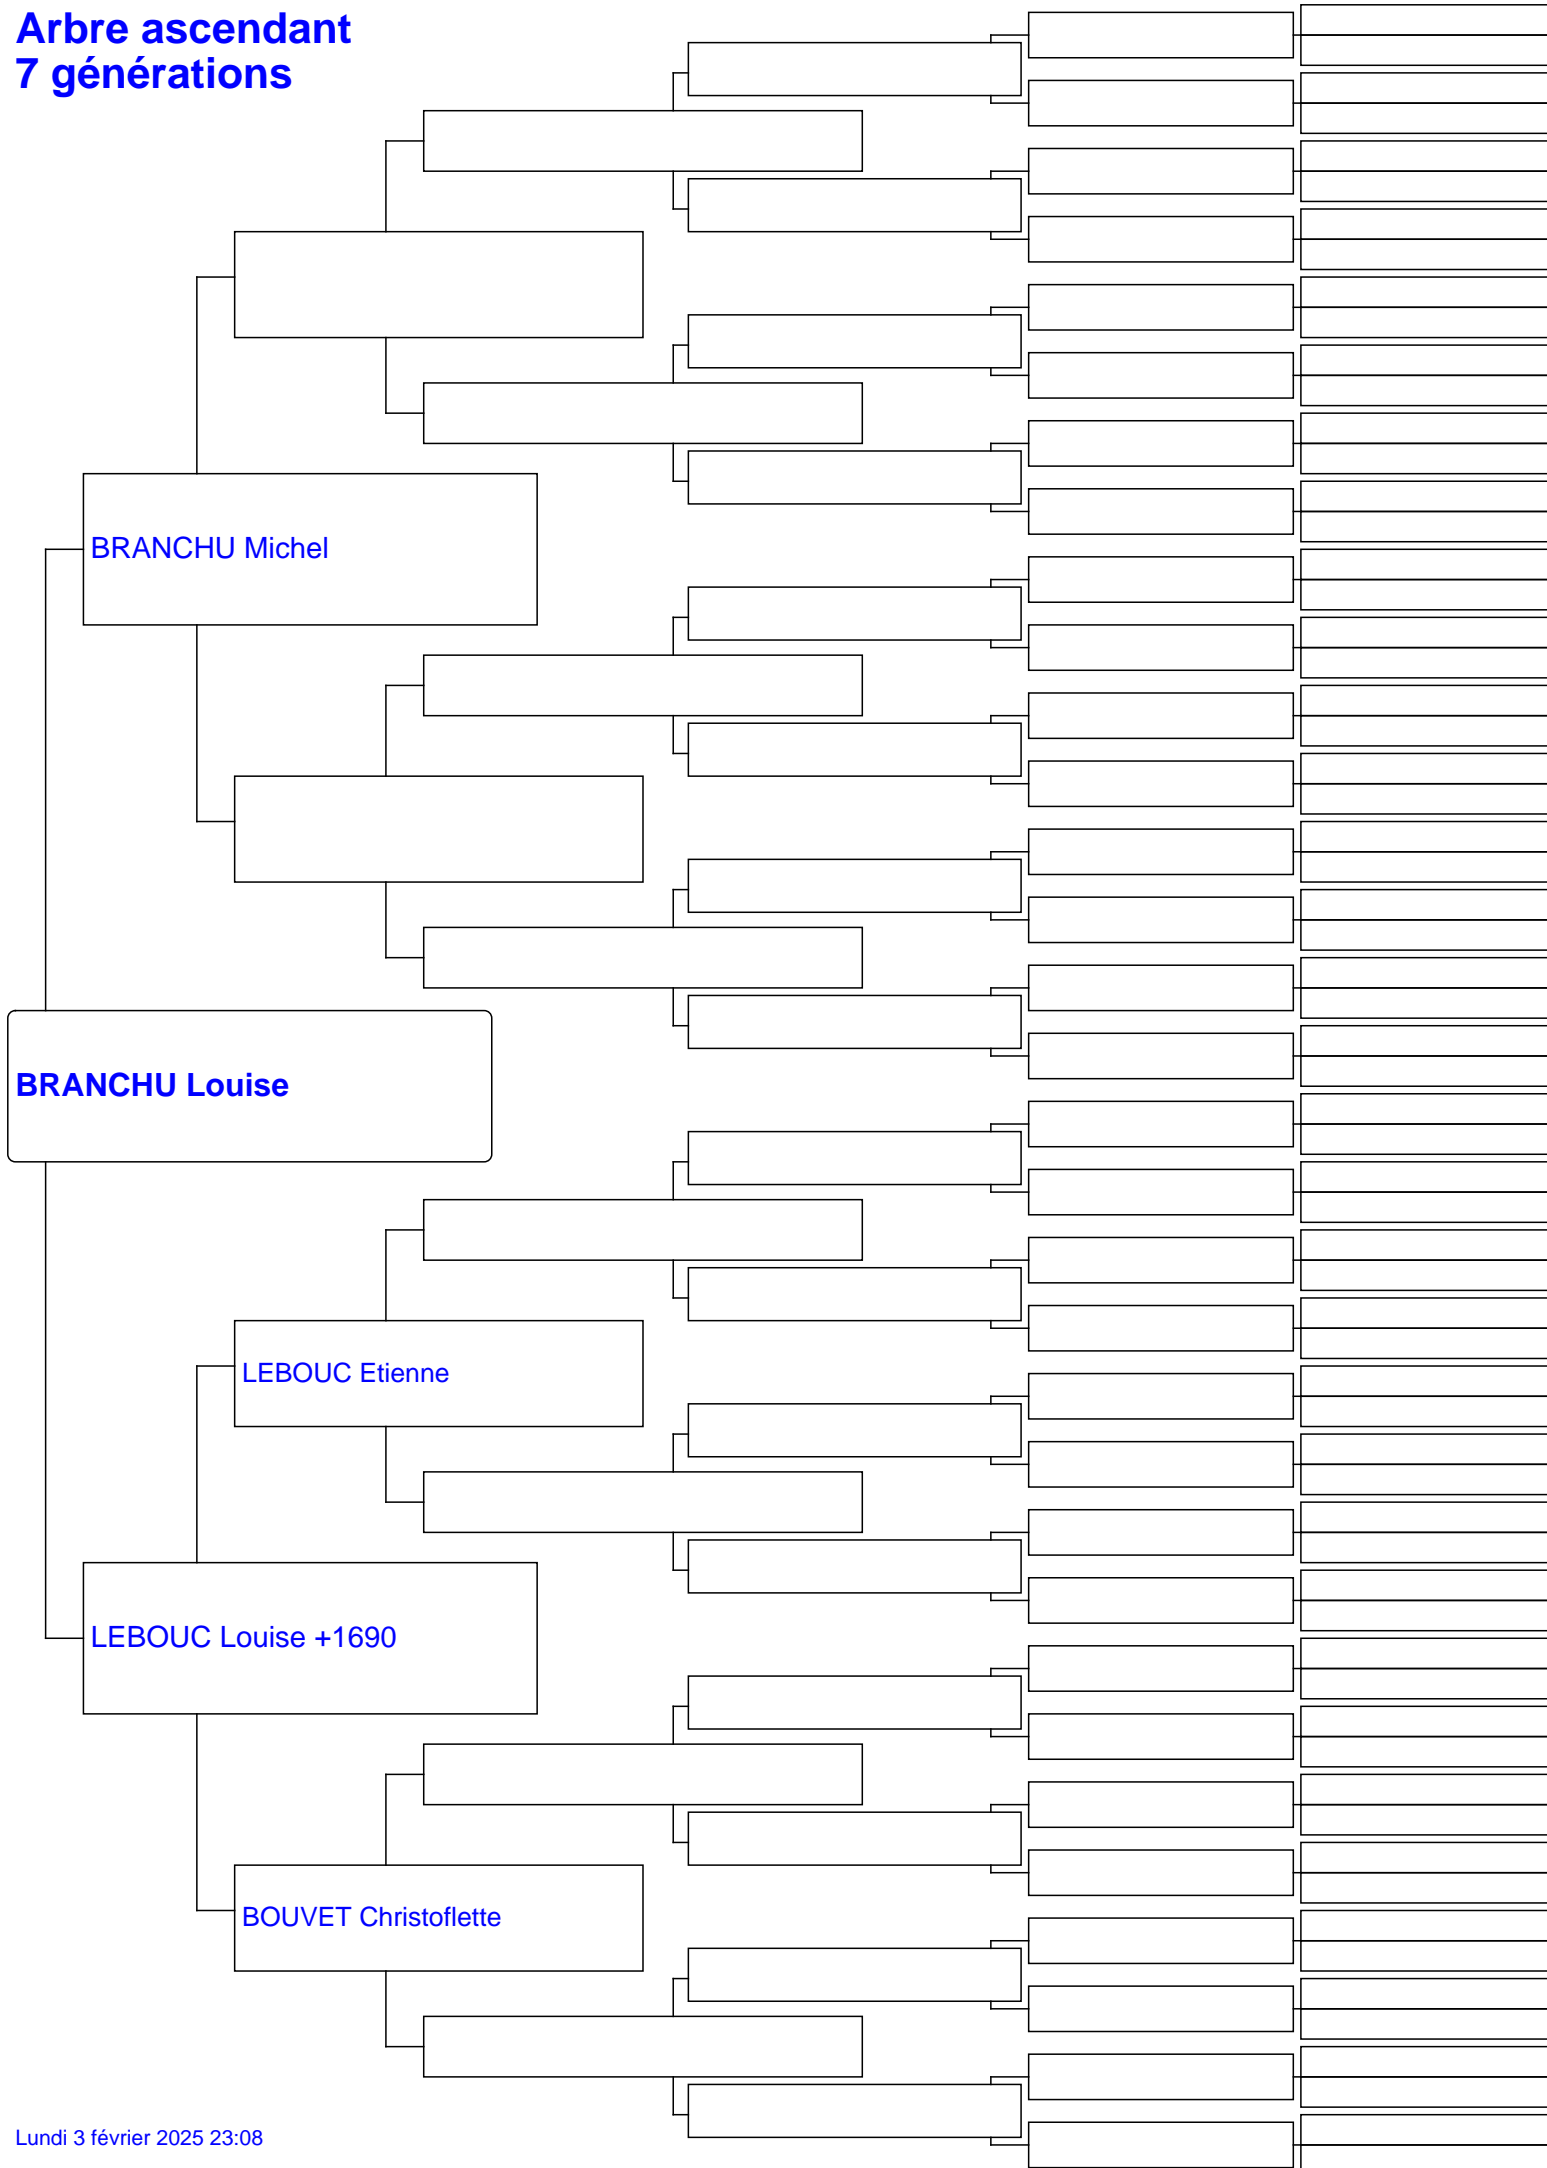 Arbre ascendant
7 générations
BRANCHU Michel
BRANCHU Louise
LEBOUC Etienne
LEBOUC Louise +1690
BOUVET Christoflette
Lundi 3 février 2025 23:08